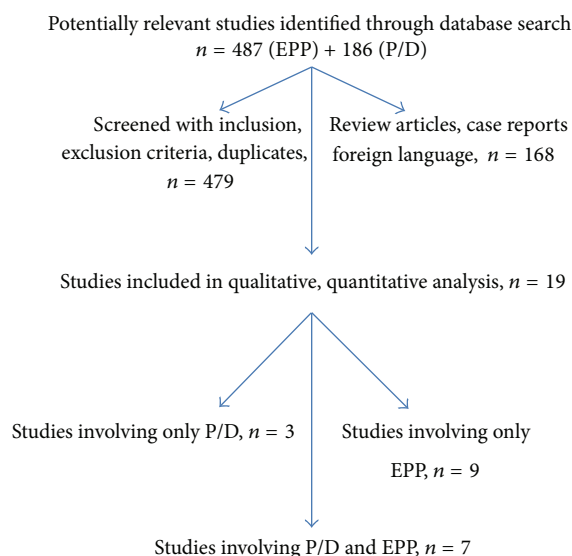 Potentially relevant studies identified through database search
n = 487 (EPP) + 186 (P/D)
Screened with inclusion,
exclusion criteria, duplicates,
n = 479
Review articles, case reports
foreign language, n = 168
Studies included in qualitative, quantitative analysis, n = 19
Studies involving only P/D, n = 3
Studies involving only
EPP, n = 9
Studies involving P/D and EPP, n = 7